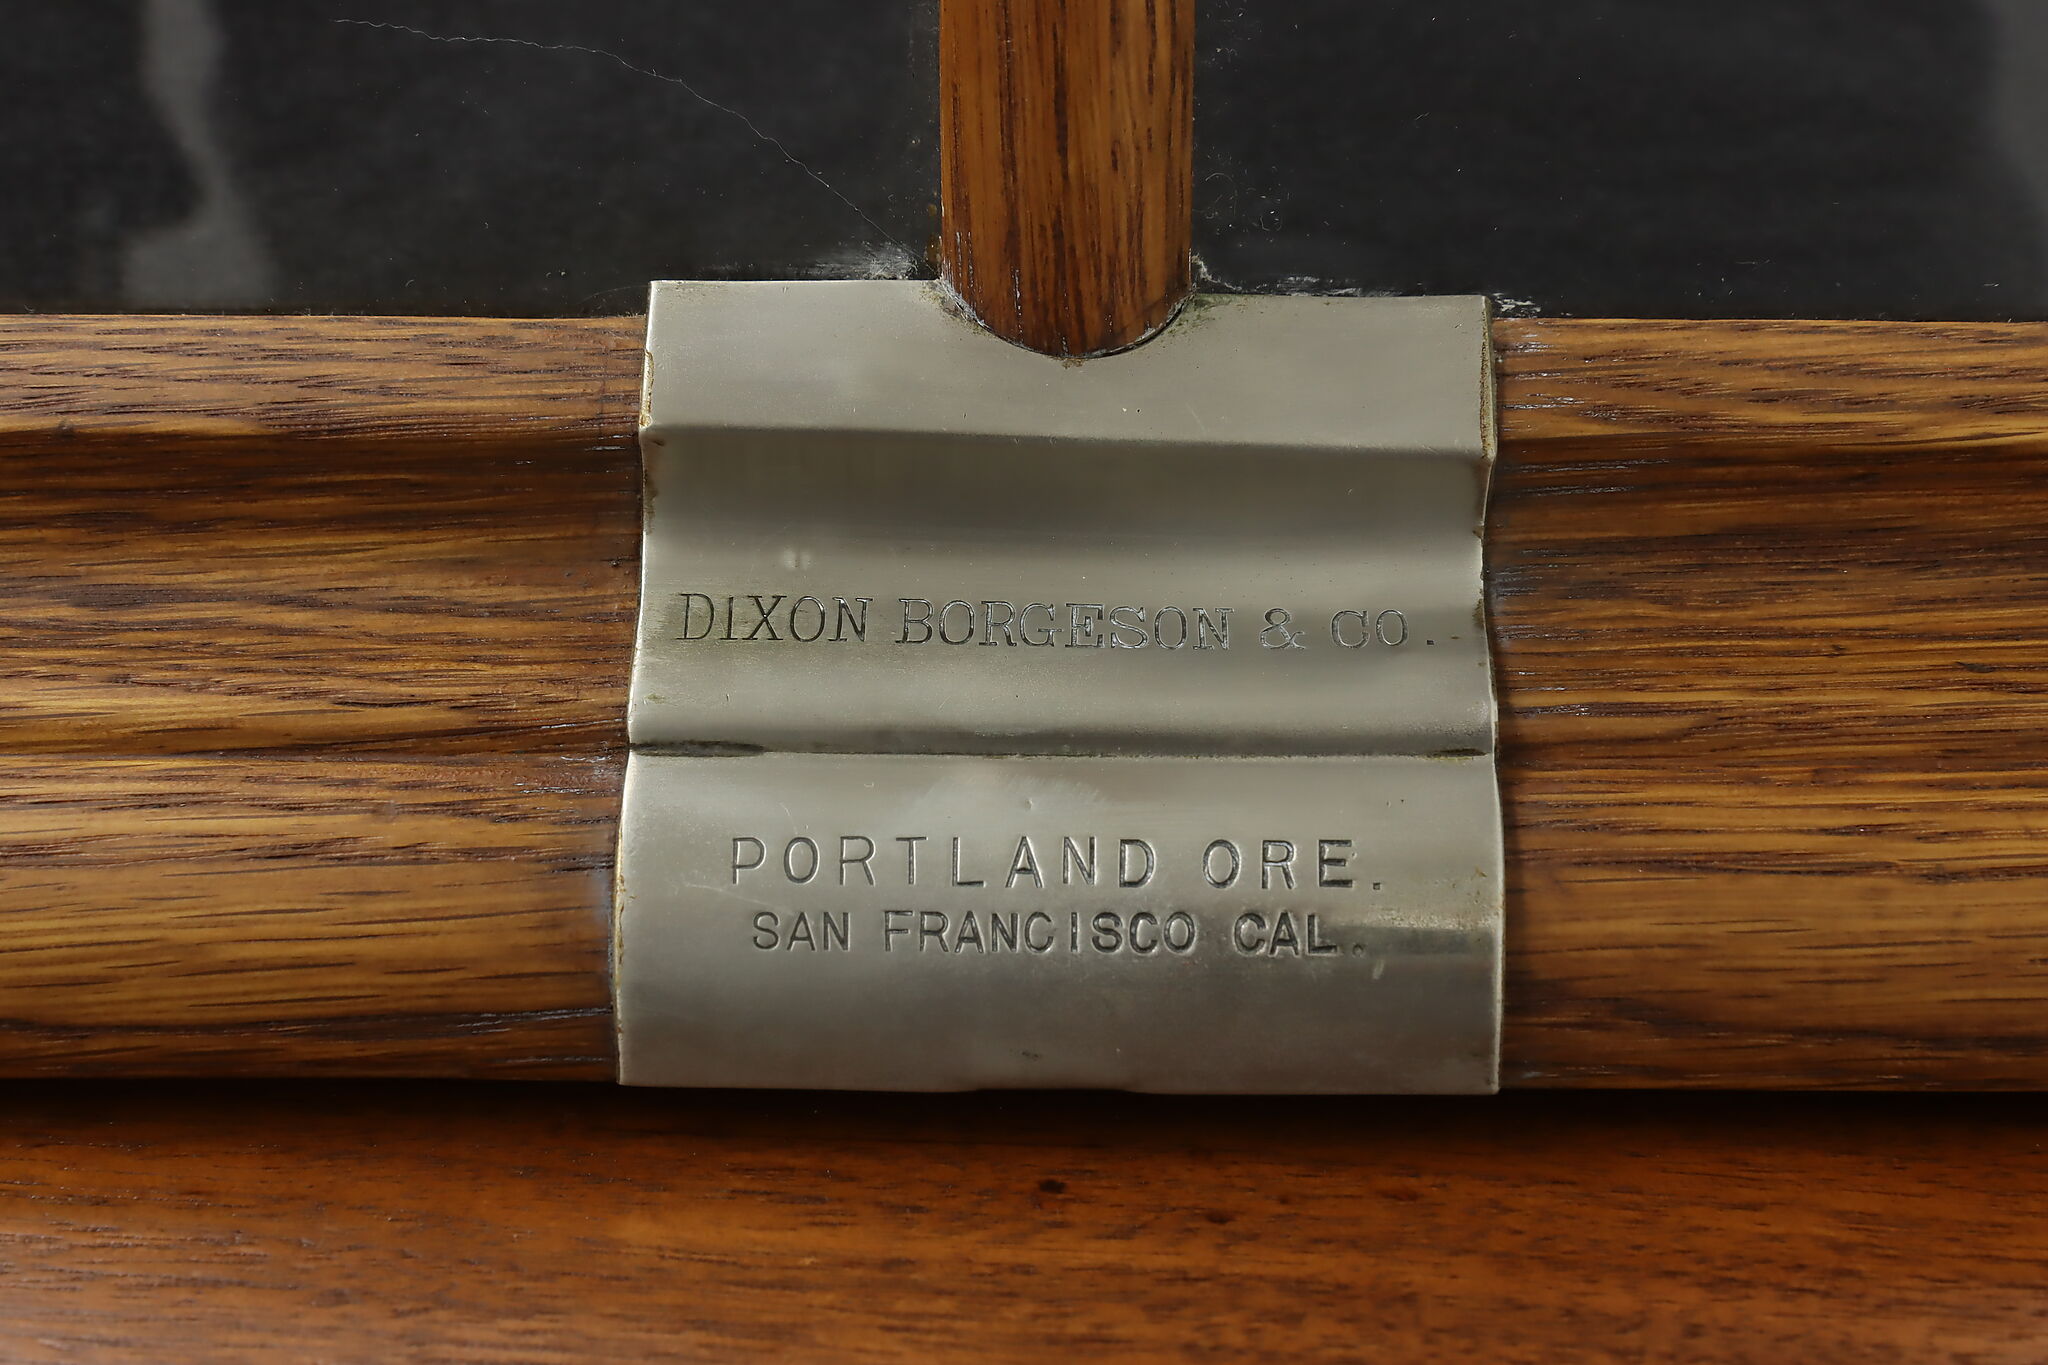 DIXON BORGESON & CO.
PORTLAND ORE.
SAN FRANCISCO CAL.